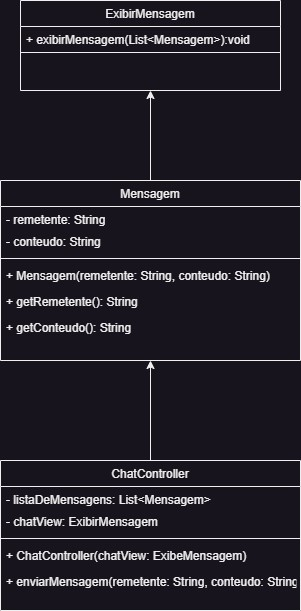 ExibirMensagem
+ exibirMensagem(List<Mensagem>):void
Mensagem
- remetente: String
- conteudo: String
+ Mensagem(remetente: String, conteudo: String)
+ getRemetente(): String
+ getConteudo(): String
ChatController
- listaDeMensagens: List<Mensagem>
- chatView: ExibirMensagem
+ ChatController(chatView: ExibeMensagem)
+ enviarMensagem(remetente: String, conteudo: String